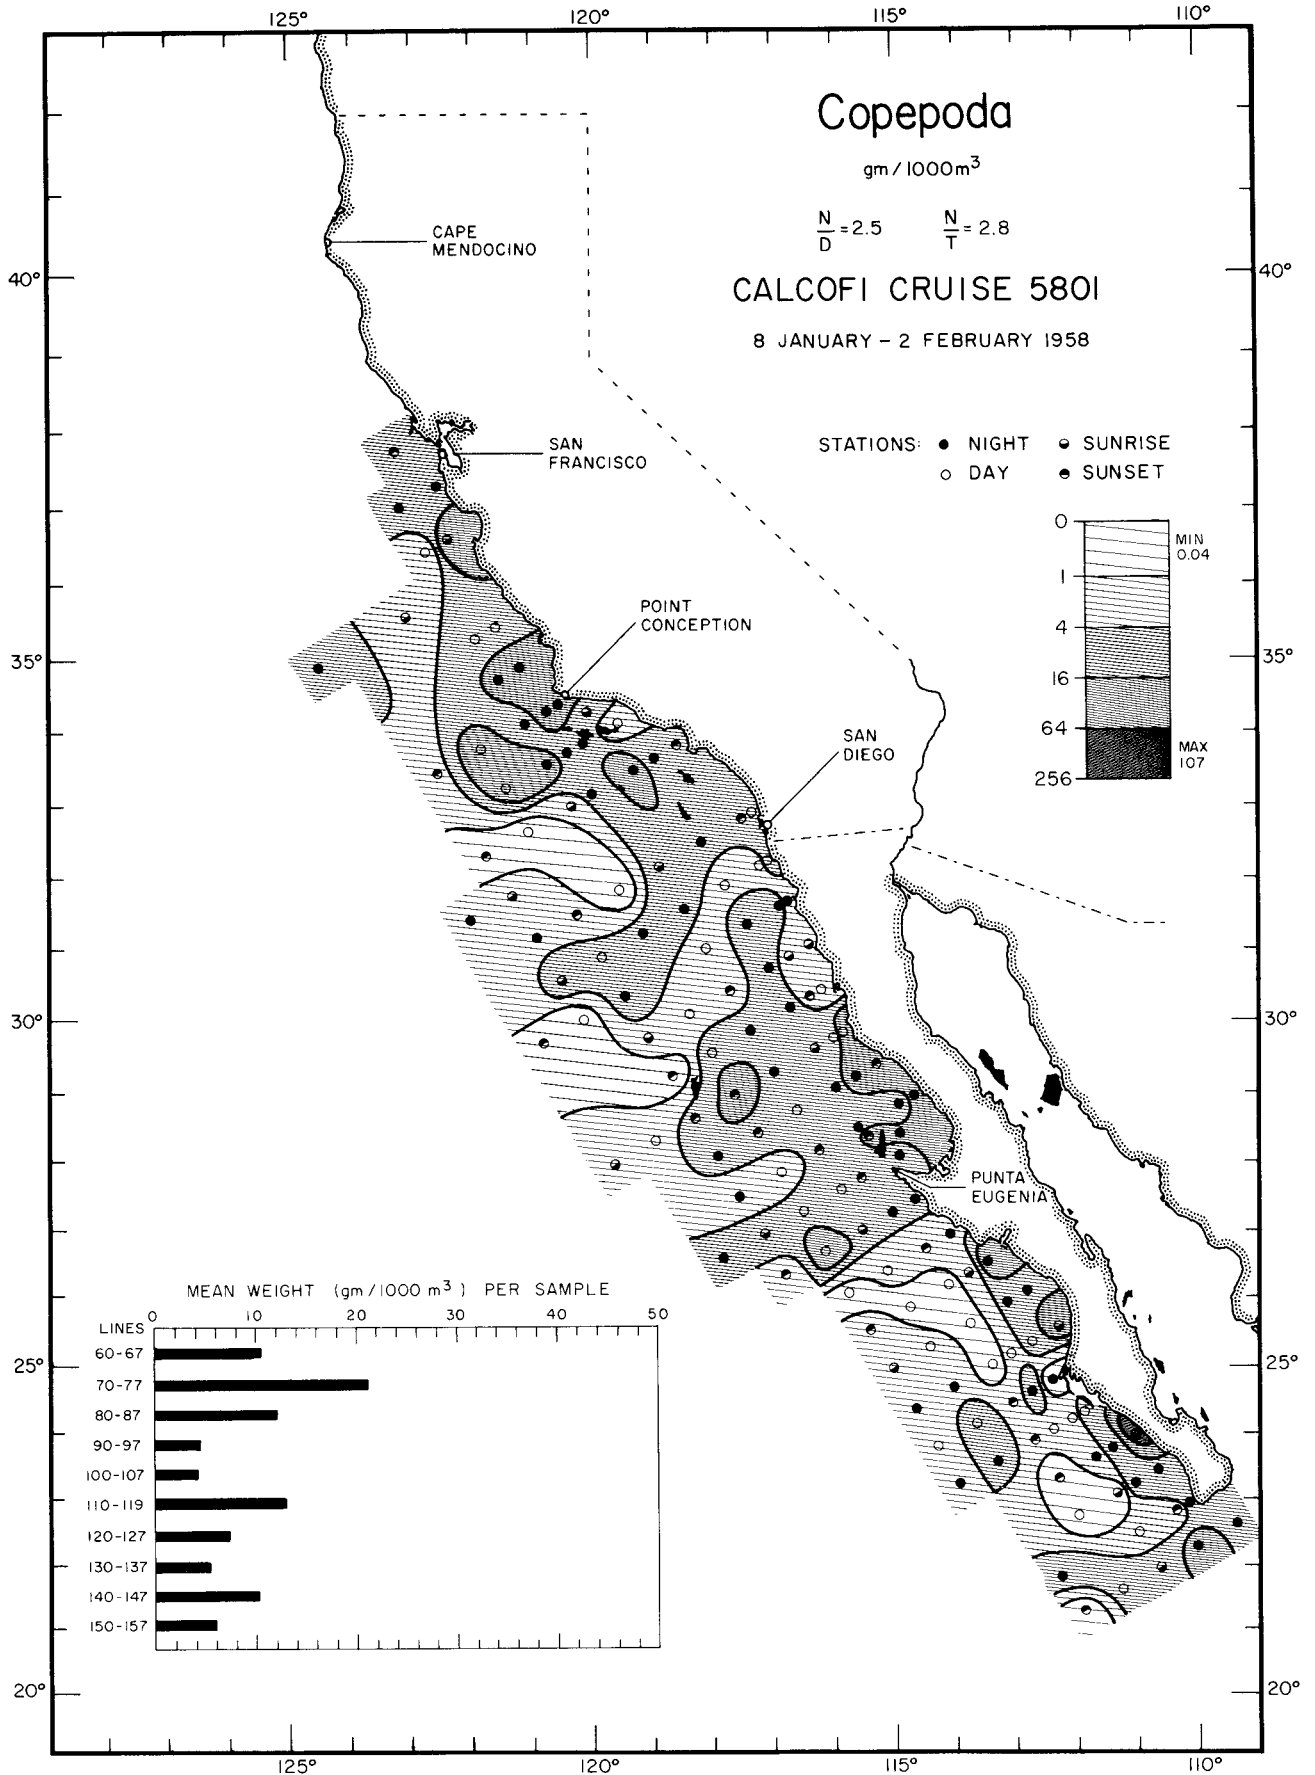 125°
120°
115°
110°
Copepoda
gm/1000m³
N/D = 2.5 N/T = 2.8
CALCOFI CRUISE 5801
8 JANUARY – 2 FEBRUARY 1958
CAPE
MENDOCINO
40°
40°
SAN
FRANCISCO
STATIONS: ● NIGHT ◒ SUNRISE
○ DAY ◓ SUNSET
0
MIN
0.04
1
4
16
64
MAX
107
256
POINT
CONCEPTION
35°
35°
SAN
DIEGO
30°
30°
PUNTA
EUGENIA
MEAN WEIGHT (gm/1000 m³) PER SAMPLE
0 10 20 30 40 50
LINES
60-67
70-77
80-87
90-97
100-107
110-119
120-127
130-137
140-147
150-157
25°
25°
20°
20°
125°
120°
115°
110°